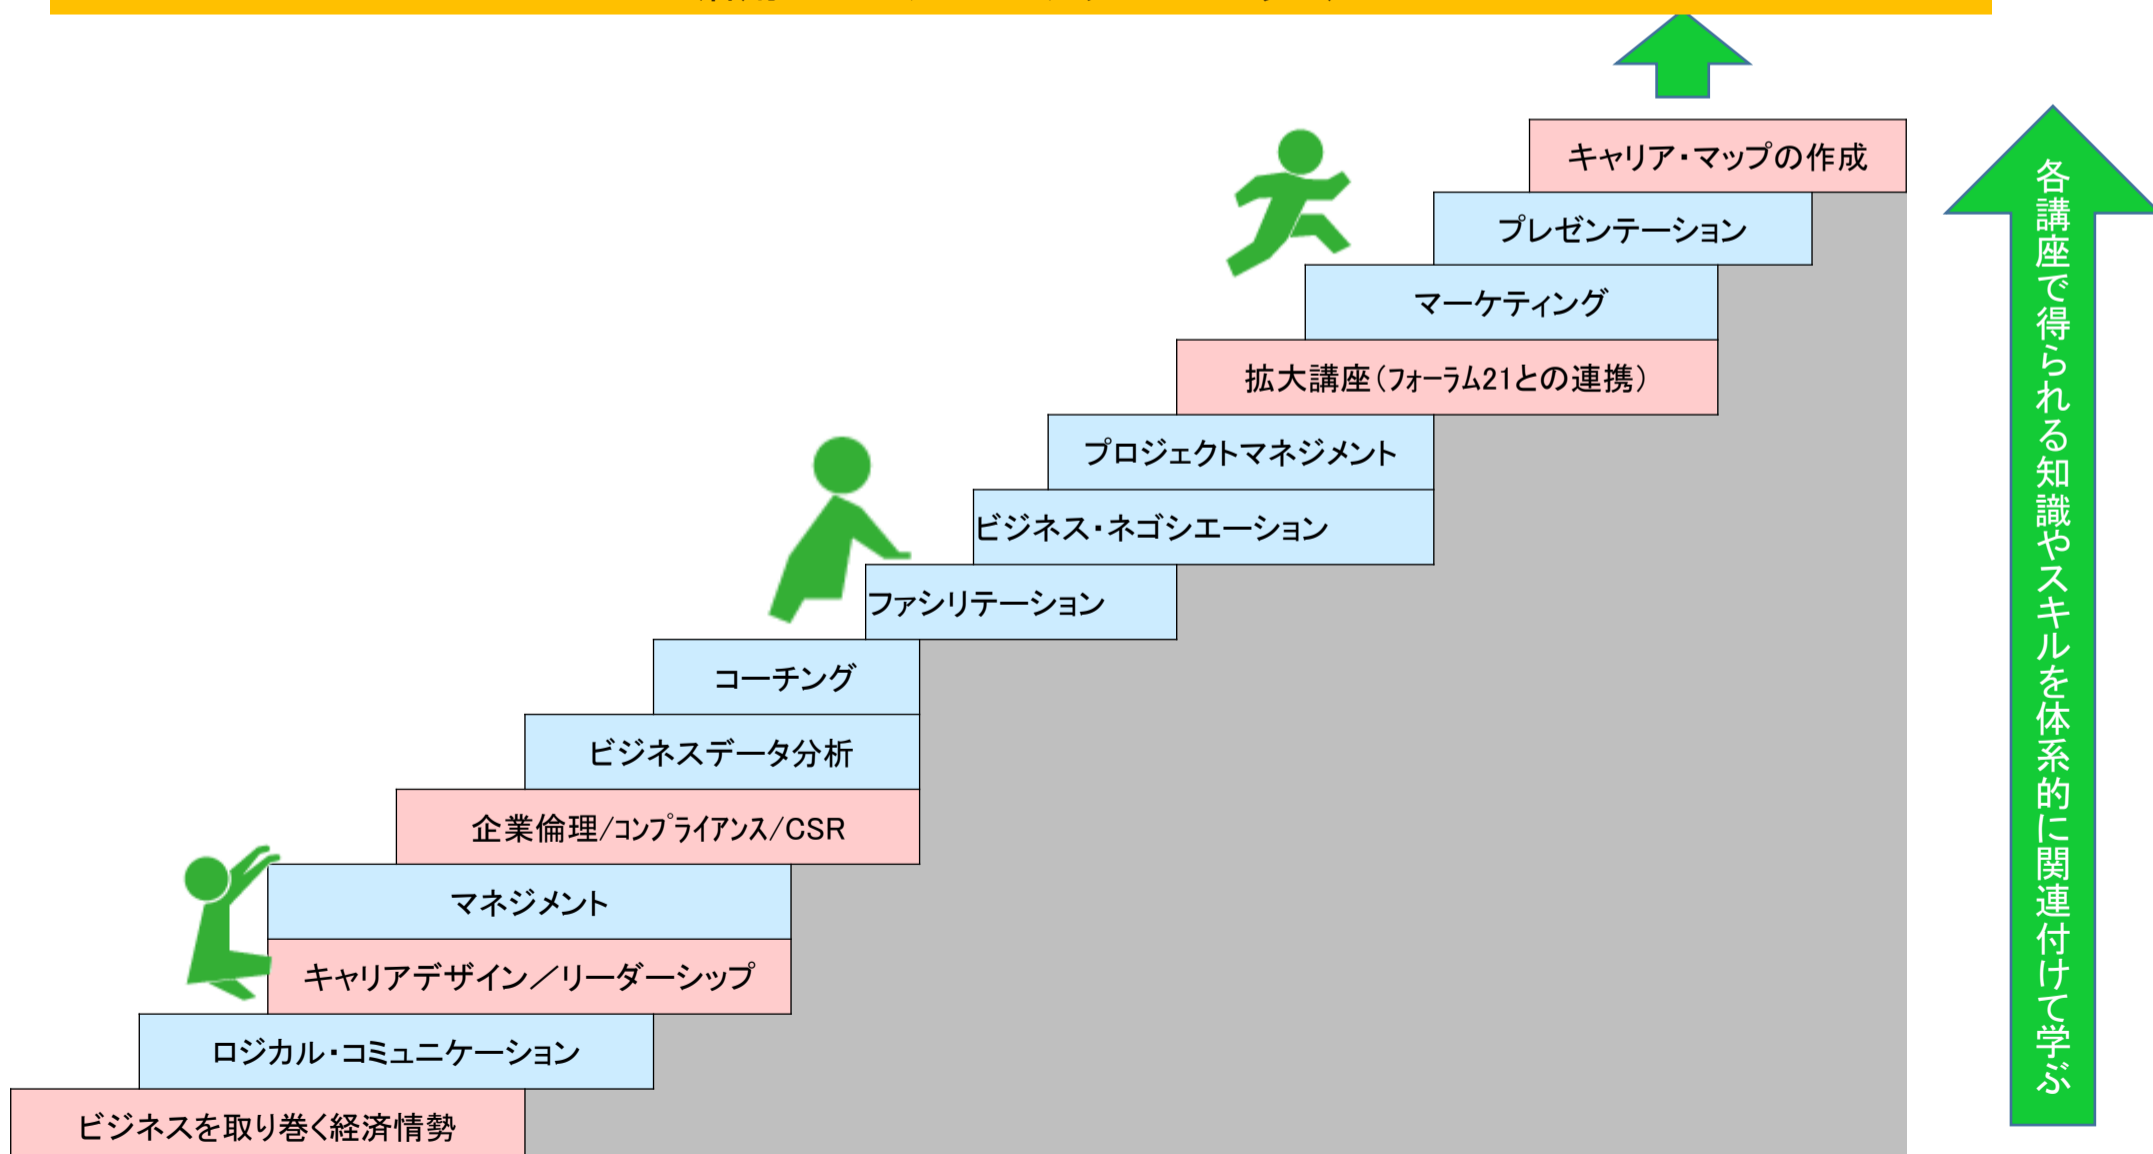 キャリア・マップの作成
プレゼンテーション
マーケティング
拡大講座(フォーラム21との連携)
プロジェクトマネジメント
ビジネス・ネゴシエーション
ファシリテーション
コーチング
ビジネスデータ分析
企業倫理/コンプライアンス/CSR
マネジメント
キャリアデザイン／リーダーシップ
ロジカル・コミュニケーション
ビジネスを取り巻く経済情勢
各講座で得られる知識やスキルを体系的に関連付けて学ぶ